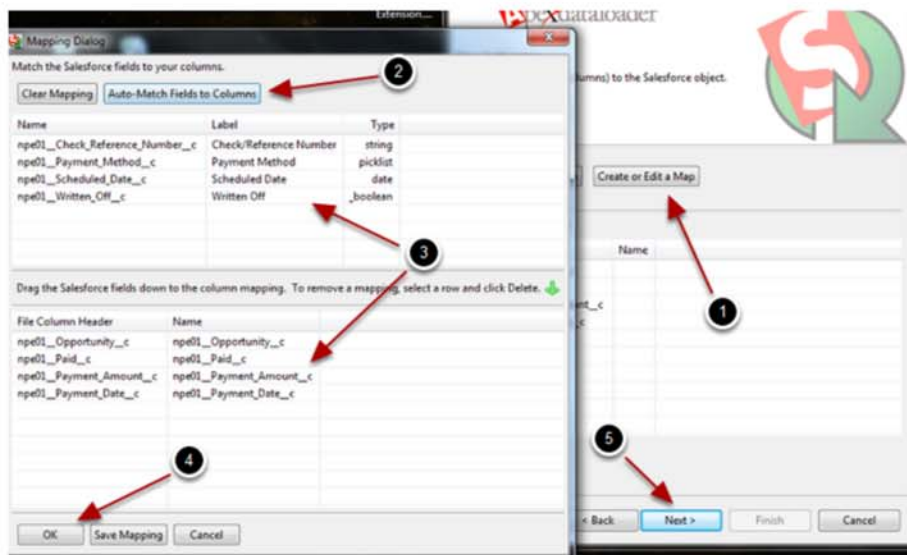 Extension....
Apexdataloader
Mapping Dialog
Match the Salesforce fields to your columns.
2
umns) to the Salesforce object.
Clear Mapping
Auto-Match Fields to Columns
Name Label Type
npe01__Check_Reference_Number__c Check/Reference Number string
npe01__Payment_Method__c Payment Method picklist
npe01__Scheduled_Date__c Scheduled Date date
npe01__Written_Off__c Written Off _boolean
Create or Edit a Map
3
Name
Drag the Salesforce fields down to the column mapping. To remove a mapping, select a row and click Delete.
nt__c
_c
1
File Column Header Name
npe01__Opportunity__c npe01__Opportunity__c
npe01__Paid__c npe01__Paid__c
npe01__Payment_Amount__c npe01__Payment_Amount__c
npe01__Payment_Date__c npe01__Payment_Date__c
5
4
OK Save Mapping Cancel
< Back Next > Finish Cancel